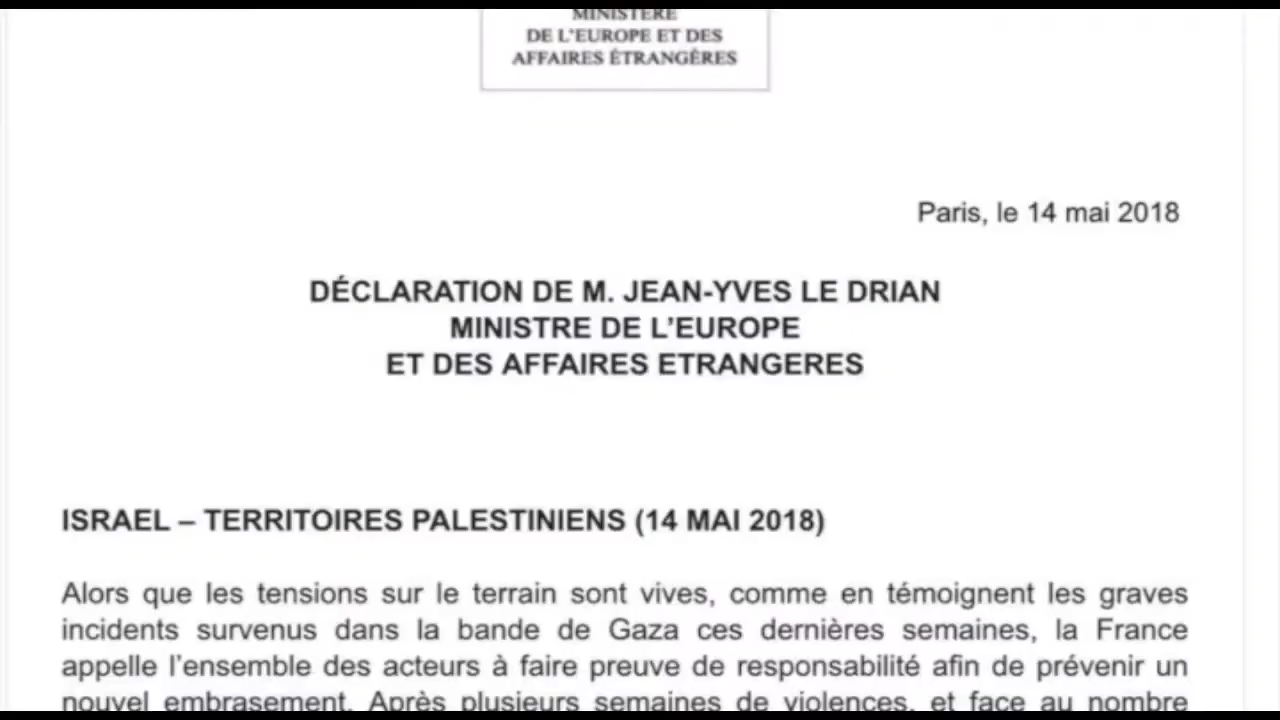 MINISTÈRE
DE L'EUROPE ET DES
AFFAIRES ÉTRANGÈRES
Paris, le 14 mai 2018
DÉCLARATION DE M. JEAN-YVES LE DRIAN
MINISTRE DE L'EUROPE
ET DES AFFAIRES ETRANGERES
ISRAEL – TERRITOIRES PALESTINIENS (14 MAI 2018)
Alors que les tensions sur le terrain sont vives, comme en témoignent les graves
incidents survenus dans la bande de Gaza ces dernières semaines, la France
appelle l'ensemble des acteurs à faire preuve de responsabilité afin de prévenir un
nouvel embrasement. Après plusieurs semaines de violences, et face au nombre